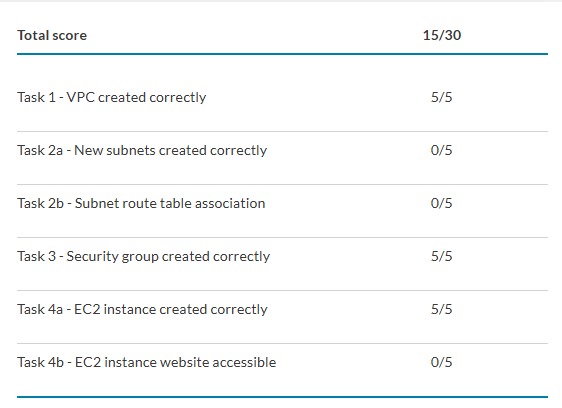 Total score 15/30
Task 1 - VPC created correctly 5/5
Task 2a - New subnets created correctly 0/5
Task 2b - Subnet route table association 0/5
Task 3 - Security group created correctly 5/5
Task 4a - EC2 instance created correctly 5/5
Task 4b - EC2 instance website accessible 0/5